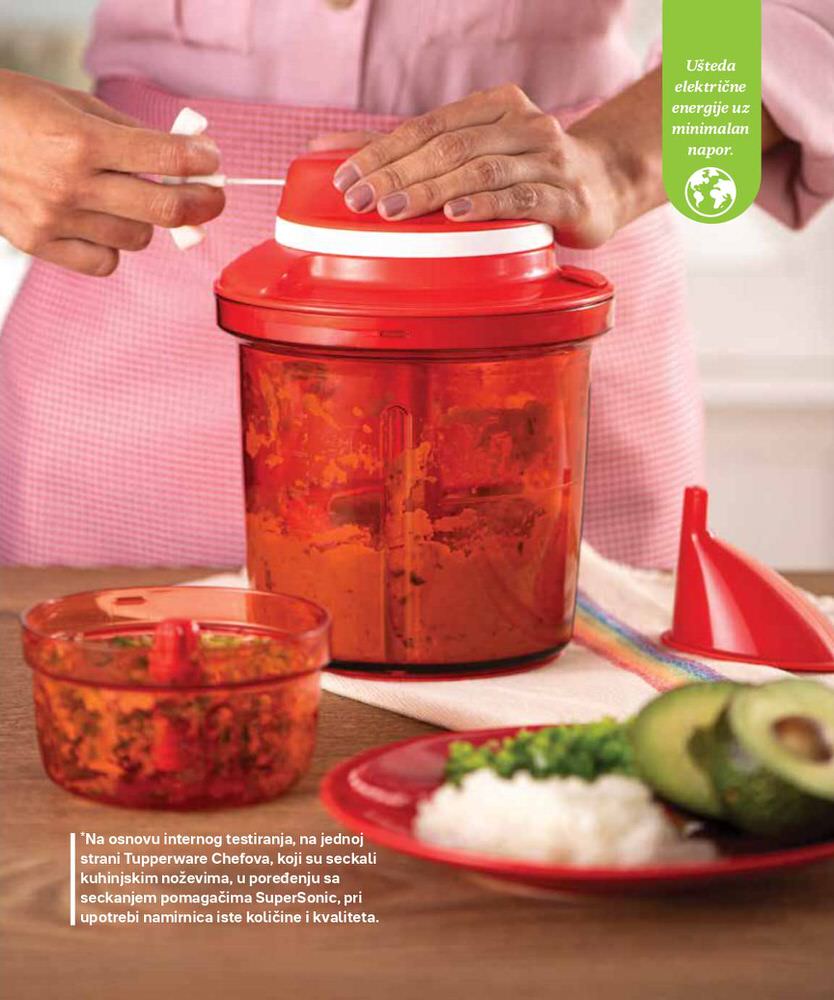 Ušteda
električne
energije uz
minimalan
napor.
*Na osnovu internog testiranja, na jednoj
strani Tupperware Chefova, koji su seckali
kuhinjskim noževima, u poređenju sa
seckanjem pomagačima SuperSonic, pri
upotrebi namirnica iste količine i kvaliteta.